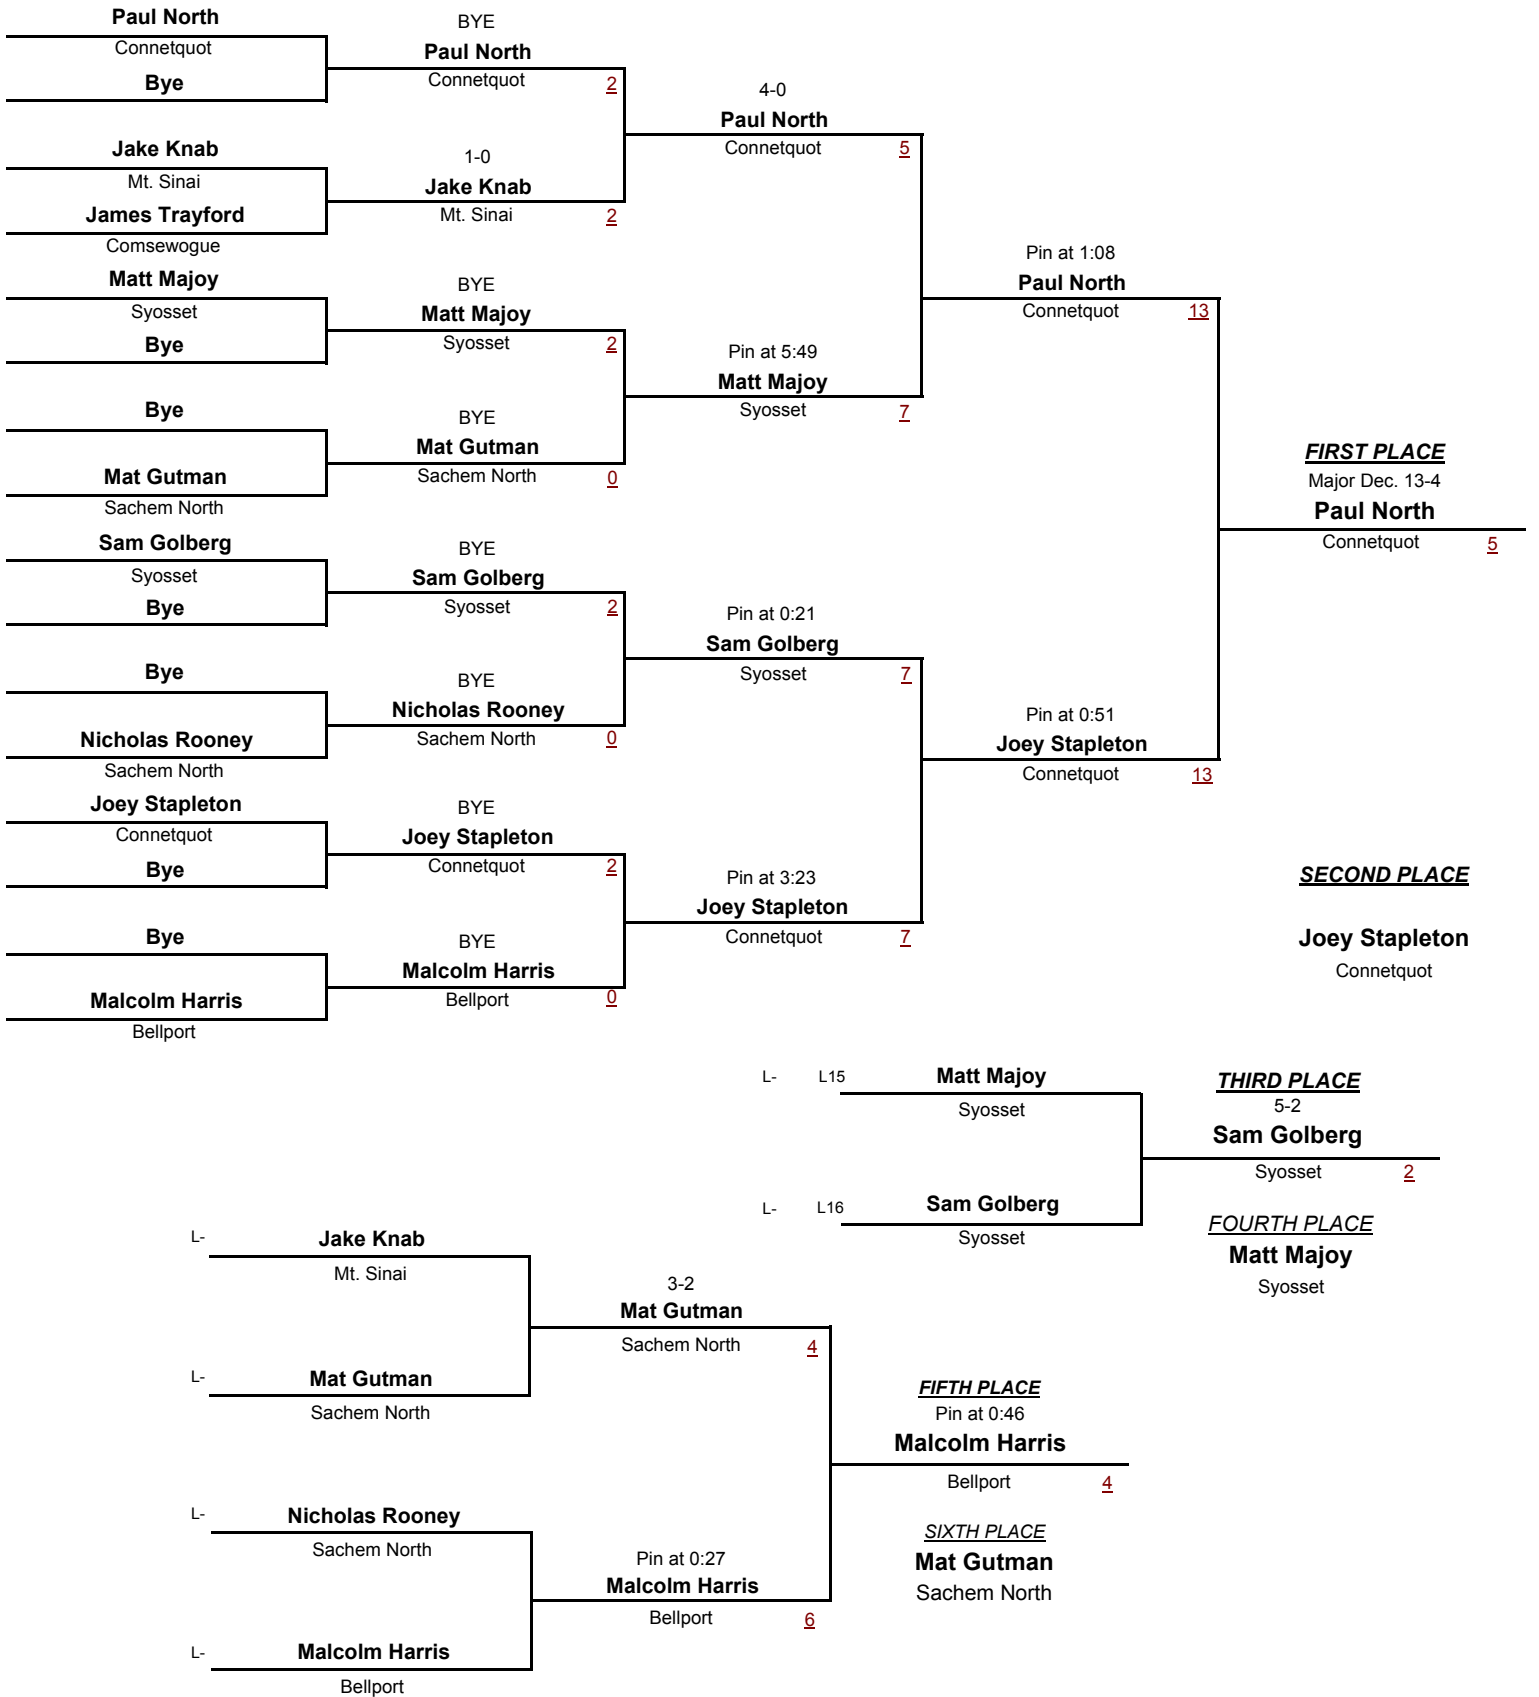 Paul North
Connetquot
Bye
Jake Knab
Mt. Sinai
James Trayford
Comsewogue
Matt Majoy
Syosset
Bye
Bye
Mat Gutman
Sachem North
Sam Golberg
Syosset
Bye
Bye
Nicholas Rooney
Sachem North
Joey Stapleton
Connetquot
Bye
Bye
Malcolm Harris
Bellport
BYE
Paul North
Connetquot 2
1-0
Jake Knab
Mt. Sinai 2
BYE
Matt Majoy
Syosset 2
BYE
Mat Gutman
Sachem North 0
BYE
Sam Golberg
Syosset 2
BYE
Nicholas Rooney
Sachem North 0
BYE
Joey Stapleton
Connetquot 2
BYE
Malcolm Harris
Bellport 0
4-0
Paul North
Connetquot 5
Pin at 5:49
Matt Majoy
Syosset 7
Pin at 0:21
Sam Golberg
Syosset 7
Pin at 3:23
Joey Stapleton
Connetquot 7
Pin at 1:08
Paul North
Connetquot 13
Pin at 0:51
Joey Stapleton
Connetquot 13
FIRST PLACE
Major Dec. 13-4
Paul North
Connetquot 5
SECOND PLACE
Joey Stapleton
Connetquot
L- L15 Matt Majoy
Syosset
L- L16 Sam Golberg
Syosset
THIRD PLACE
5-2
Sam Golberg
Syosset 2
FOURTH PLACE
Matt Majoy
Syosset
L- Jake Knab
Mt. Sinai
L- Mat Gutman
Sachem North
L- Nicholas Rooney
Sachem North
L- Malcolm Harris
Bellport
3-2
Mat Gutman
Sachem North 4
Pin at 0:27
Malcolm Harris
Bellport 6
FIFTH PLACE
Pin at 0:46
Malcolm Harris
Bellport 4
SIXTH PLACE
Mat Gutman
Sachem North